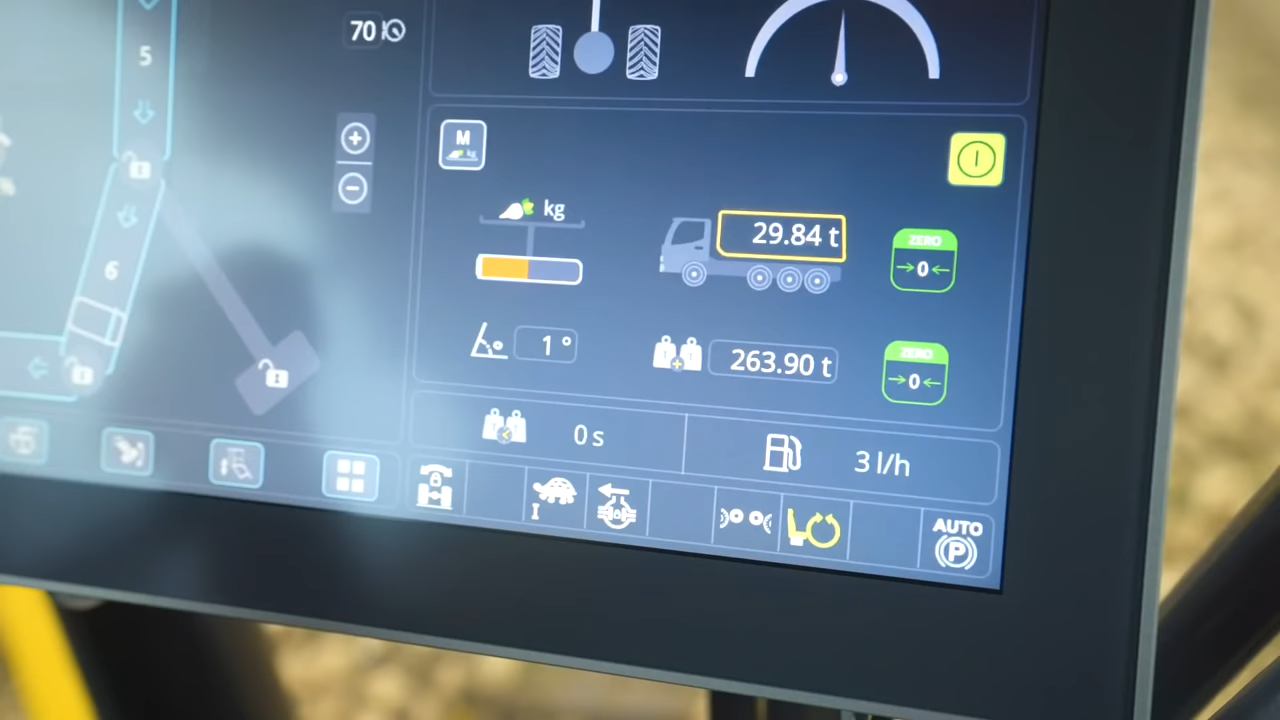 5
70
M
kg
29.84 t
ZERO
0
%
6
1 °
263.90 t
ZERO
0
0 s
3 l/h
I
AUTO
P